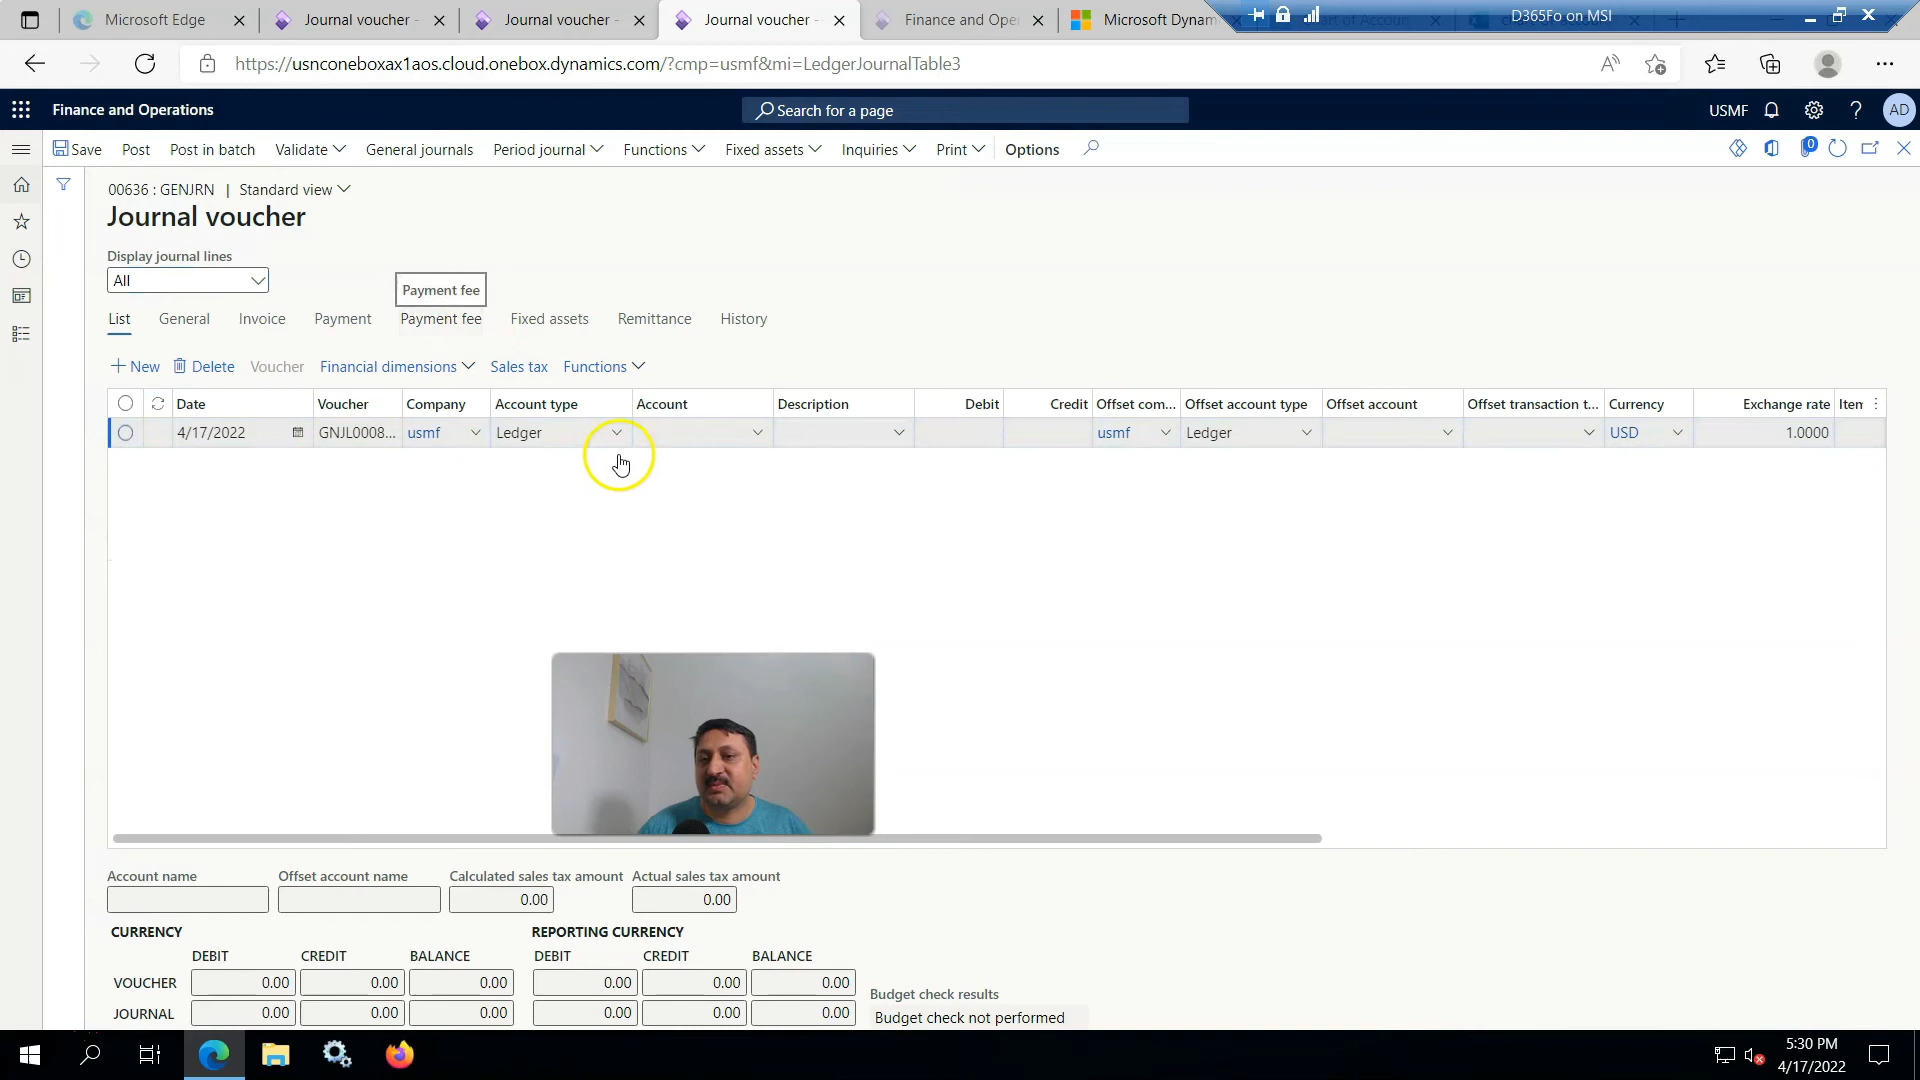 Microsoft Edge
Journal voucher -
Journal voucher -
Journal voucher -
Finance and Ope
Microsoft Dynam
D365Fo on MSI
https://usnconeboxax1aos.cloud.onebox.dynamics.com/?cmp=usmf&mi=LedgerJournalTable3
Finance and Operations
Search for a page
USMF
?
AD
Save
Post
Post in batch
Validate
General journals
Period journal
Functions
Fixed assets
Inquiries
Print
Options
0
00636 : GENJRN | Standard view
Journal voucher
Display journal lines
All
Payment fee
List
General
Invoice
Payment
Payment fee
Fixed assets
Remittance
History
New
Delete
Voucher
Financial dimensions
Sales tax
Functions
Date Voucher Company Account type Account Description Debit Credit Offset com... Offset account type Offset account Offset transaction t... Currency Exchange rate Item
4/17/2022 GNJL0008... usmf Ledger usmf Ledger USD 1.0000
Account name Offset account name Calculated sales tax amount Actual sales tax amount
0.00 0.00
CURRENCY REPORTING CURRENCY
DEBIT CREDIT BALANCE DEBIT CREDIT BALANCE
VOUCHER 0.00 0.00 0.00 0.00 0.00 0.00
JOURNAL 0.00 0.00 0.00 0.00 0.00 0.00
Budget check results
Budget check not performed
5:30 PM
4/17/2022